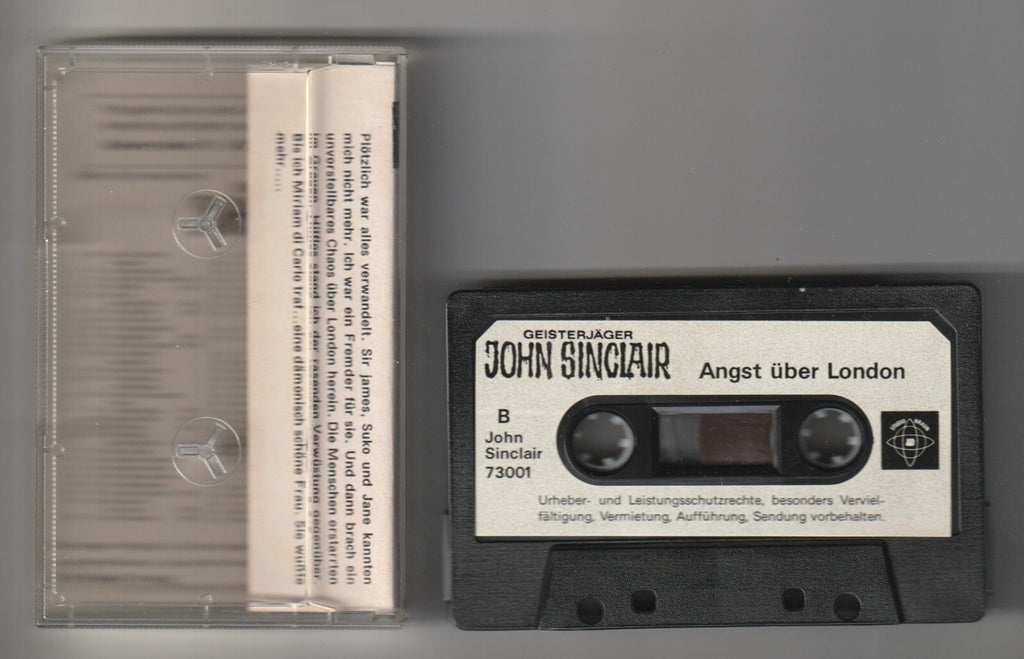 Plötzlich war alles verwandelt. Sir james, Suko und Jane kannten
mich nicht mehr. Ich war ein Fremder für sie. Und dann brach ein
unvorstellbares Chaos über London herein. Die Menschen erstarrten
im Grauen. Hilflos stand ich der rasenden Verwüstung gegenüber.
Bis ich Miriam di Carlo traf...eine dämonisch schöne Frau. Sie wußte
mehr.....
GEISTERJÄGER
JOHN SINCLAIR
Angst über London
B
John
Sinclair
73001
Urheber- und Leistungsschutzrechte, besonders Verviel-
fältigung, Vermietung, Aufführung, Sendung vorbehalten.